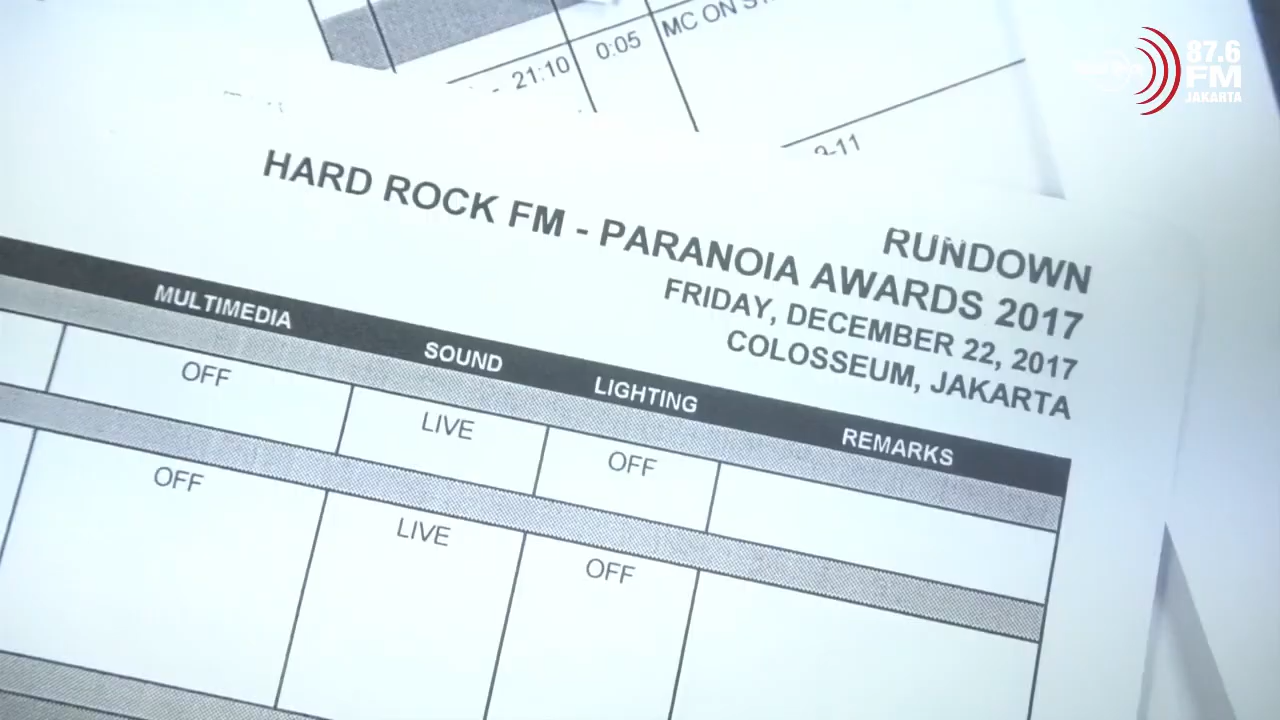 21:10 0:05 MC ON
87.6
FM
JAKARTA
RUNDOWN
HARD ROCK FM - PARANOIA AWARDS 2017
FRIDAY, DECEMBER 22, 2017
COLOSSEUM, JAKARTA
MULTIMEDIA SOUND LIGHTING REMARKS
OFF LIVE OFF
OFF LIVE OFF